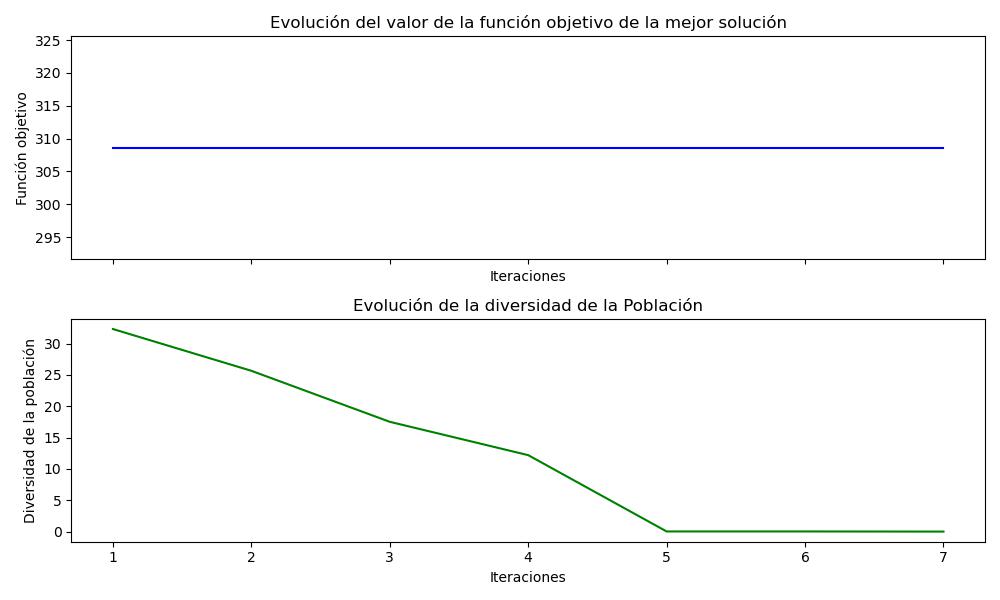 Evolución del valor de la función objetivo de la mejor solución
325
320
315
310
305
300
295
Función objetivo
Iteraciones
Evolución de la diversidad de la Población
30
25
20
15
10
5
0
Diversidad de la población
1 2 3 4 5 6 7
Iteraciones